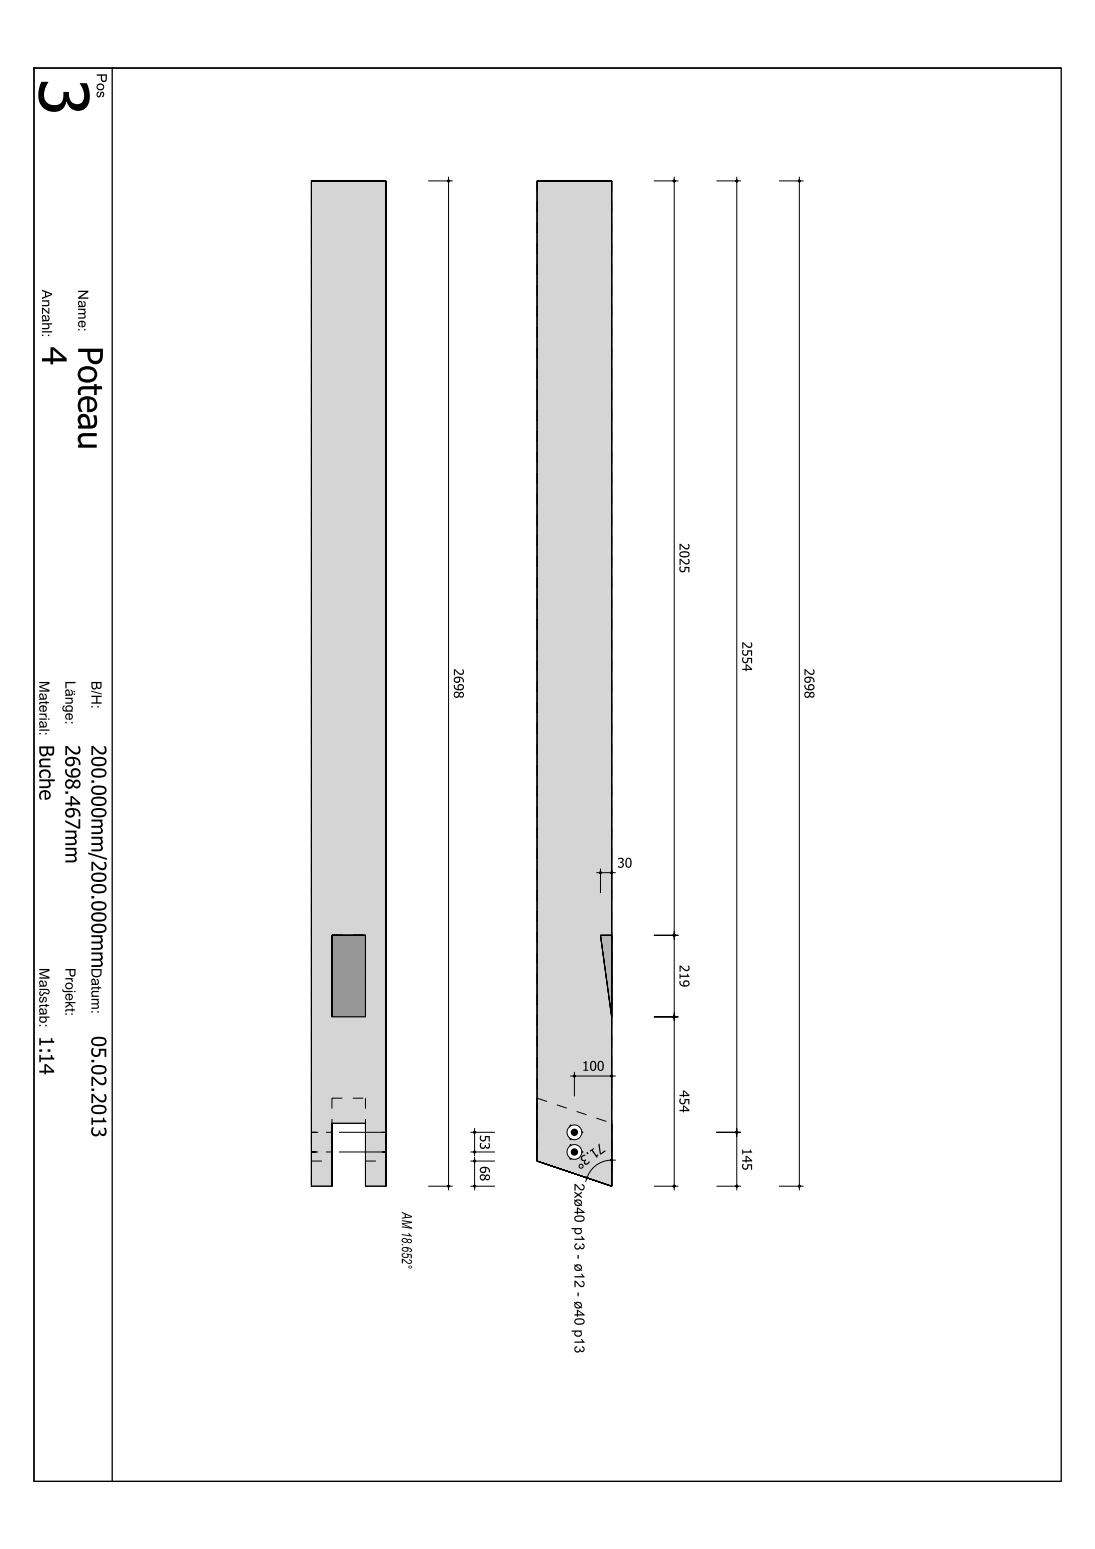 2698
2554
145
2025
219
454
30
100
71.3°
2xø40 p13 - ø12 - ø40 p13
2698
53
68
AM 18.652°
Pos
3
Name: Poteau
Anzahl: 4
B/H: 200.000mm/200.000mm
Länge: 2698.467mm
Material: Buche
Datum: 05.02.2013
Projekt:
Maßstab: 1:14